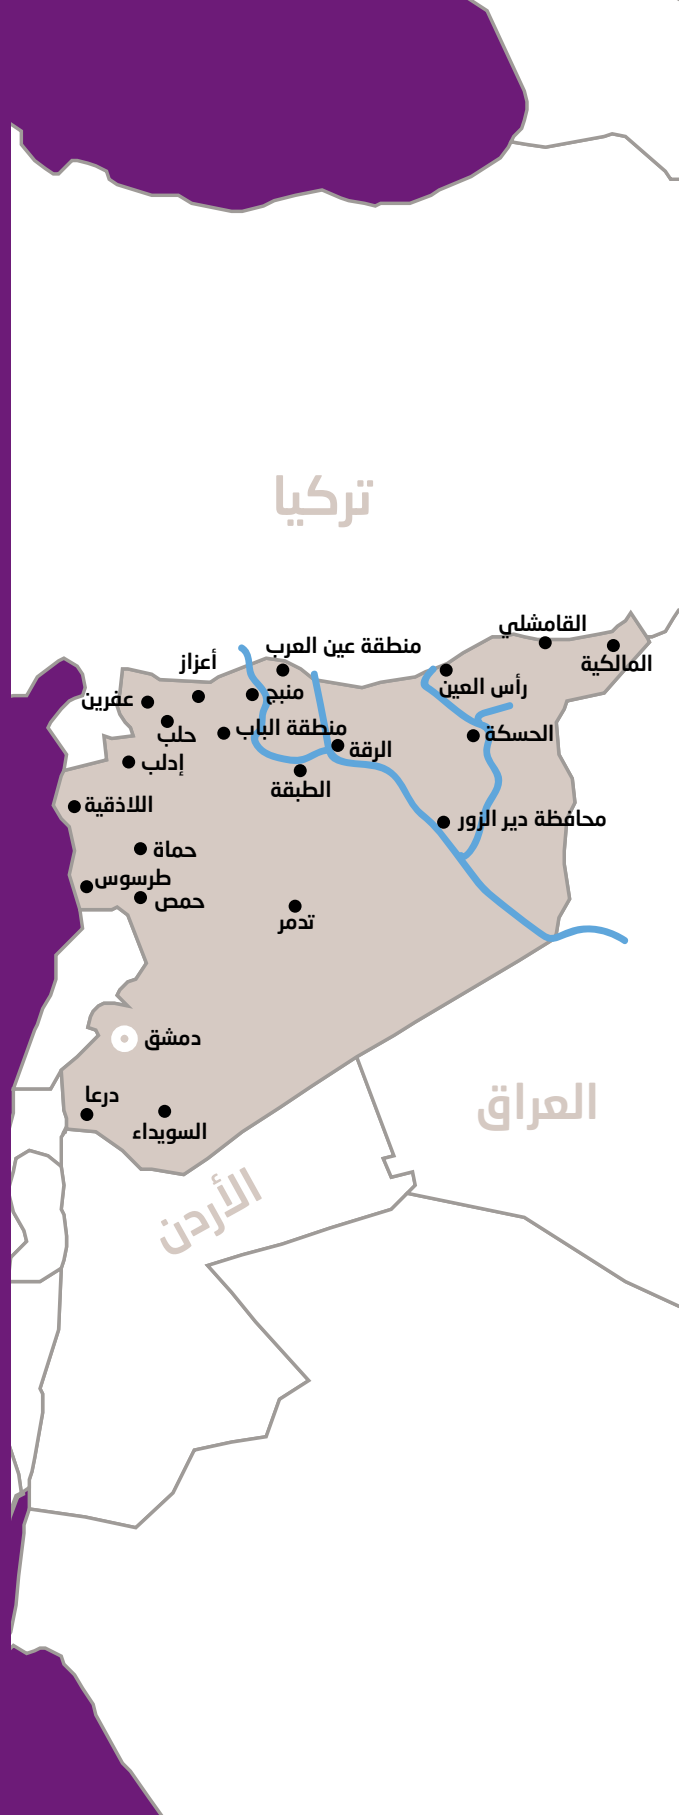 تركيا
القامشلي
المالكية
منطقة عين العرب
أعزاز
رأس العين
منبج
عفرين
حلب
منطقة الباب
الحسكة
الرقة
إدلب
الطبقة
اللاذقية
محافظة دير الزور
حماة
طرسوس
حمص
تدمر
دمشق
درعا
السويداء
العراق
الأردن